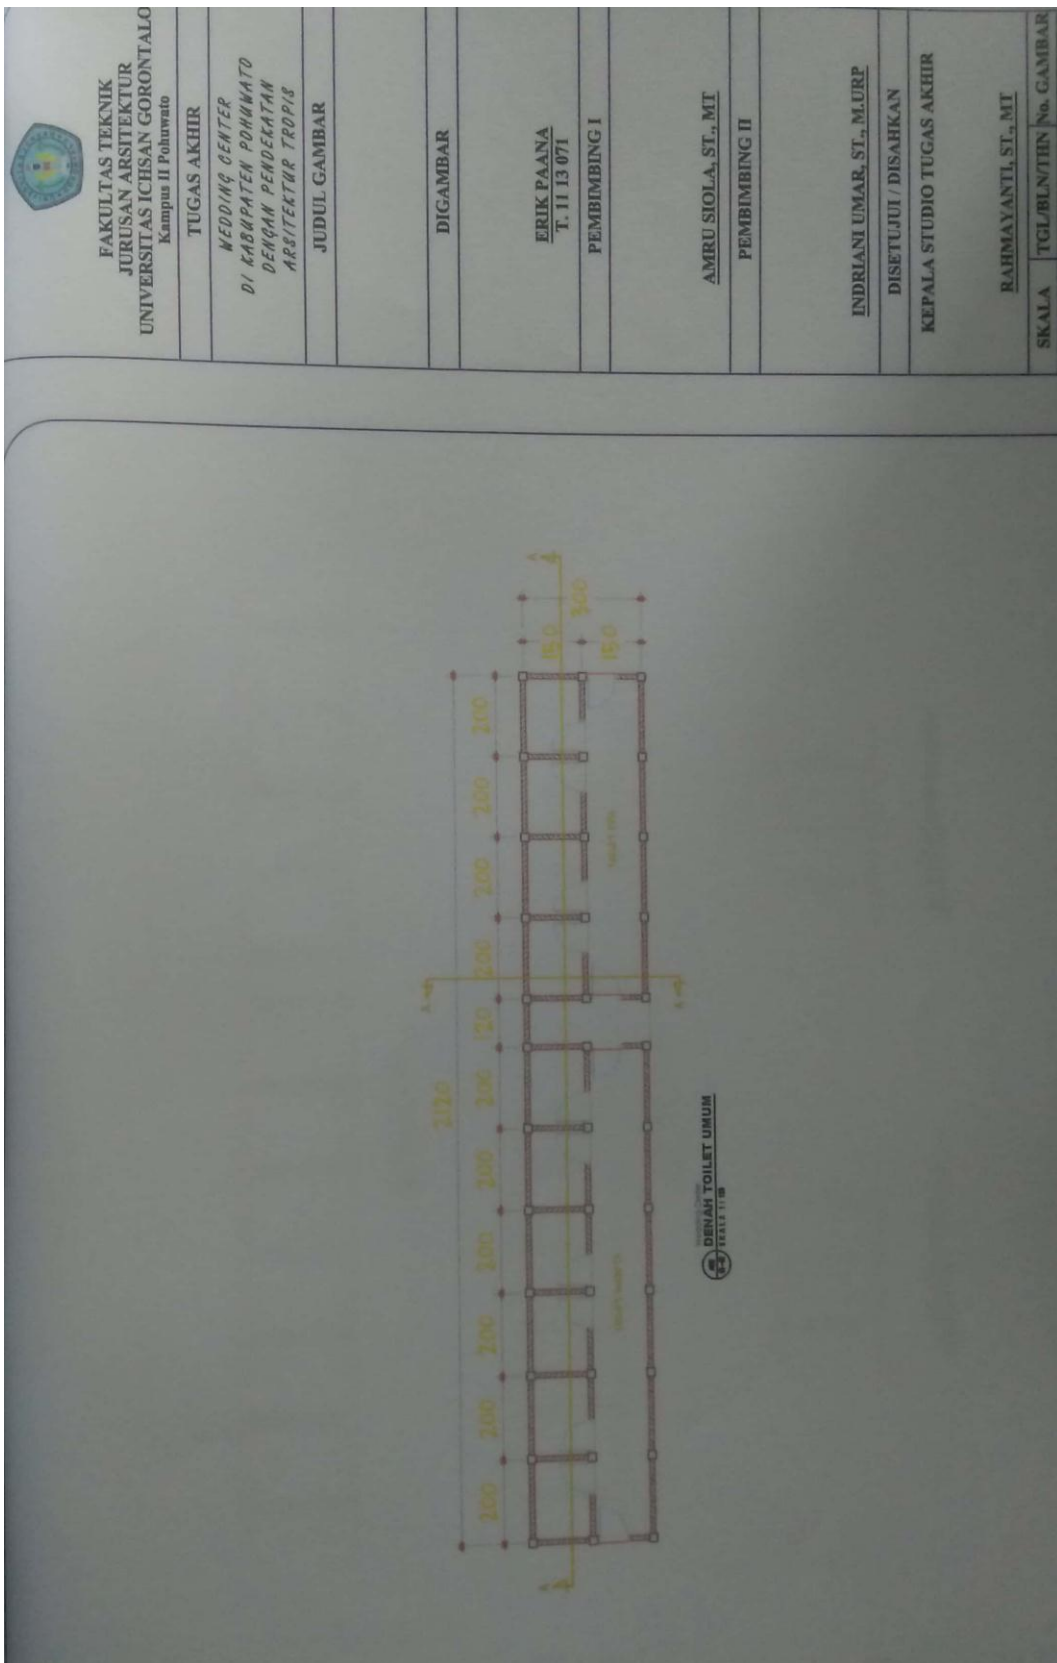 FAKULTAS TEKNIK
JURUSAN ARSITEKTUR
UNIVERSITAS ICHSAN GORONTALO
Kampus II Pohuwato
TUGAS AKHIR
WEDDING CENTER
DI KABUPATEN POHUWATO
DENGAN PENDEKATAN
ARSITEKTUR TROPIS
JUDUL GAMBAR
DIGAMBAR
ERIK PAANA
T. 11 13 071
PEMBIMBING I
AMRU SIOLA, ST., MT
PEMBIMBING II
INDRIANI UMAR, ST., M.URP
DISETUJUI / DISAHKAN
KEPALA STUDIO TUGAS AKHIR
RAHMAYANTI, ST., MT
SKALA TGL/BLN/THN No. GAMBAR
2120
200 200 200 200 200 200 120 200 200 200 200
150
300
150
A
A
A
A
DENAH TOILET UMUM